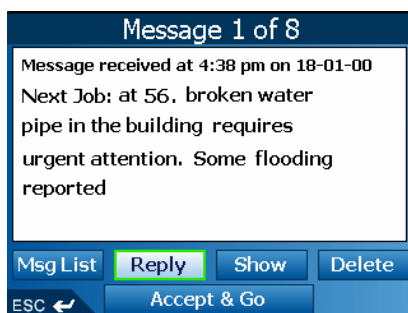 Message 1 of 8
Message received at 4:38 pm on 18-01-00
Next Job: at 56, broken water
pipe in the building requires
urgent attention. Some flooding
reported
Msg List Reply Show Delete
ESC Accept & Go